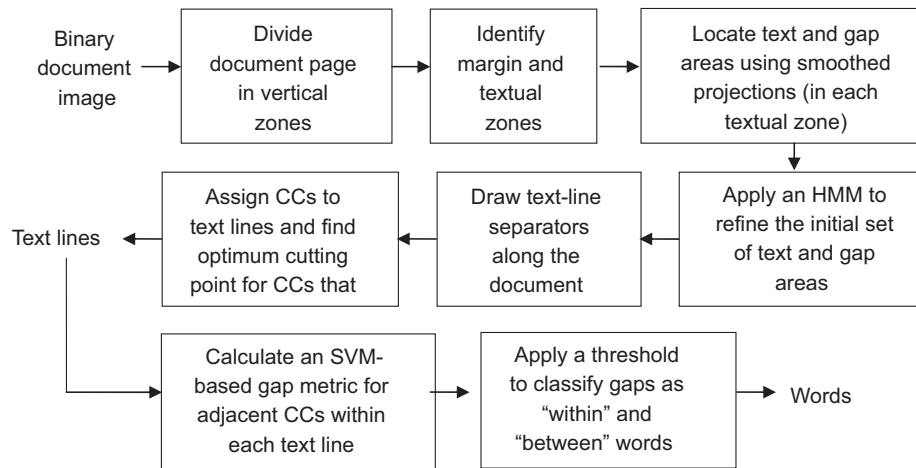 Binary
document
image
Divide
document page
in vertical
zones
Identify
margin and
textual
zones
Locate text and gap
areas using smoothed
projections (in each
textual zone)
Apply an HMM to
refine the initial set
of text and gap
areas
Draw text-line
separators
along the
document
Assign CCs to
text lines and find
optimum cutting
point for CCs that
Text lines
Calculate an SVM-
based gap metric for
adjacent CCs within
each text line
Apply a threshold
to classify gaps as
“within” and
“between” words
Words